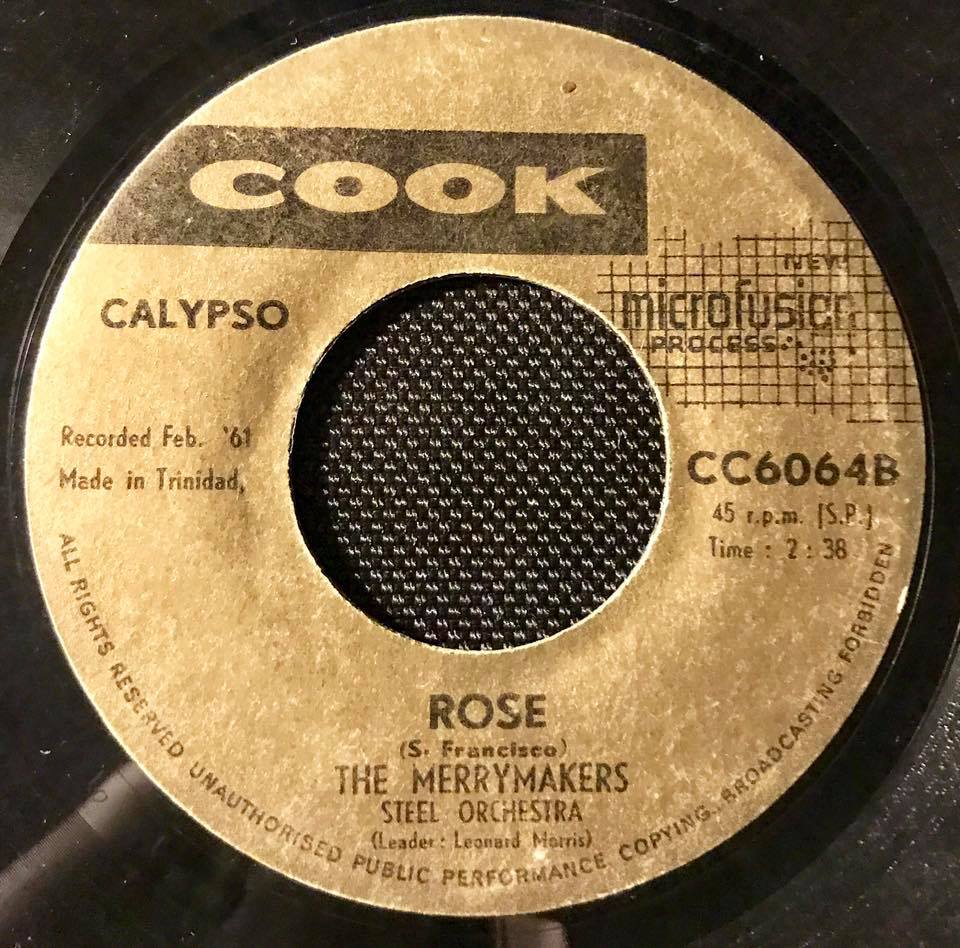 COOK
NEW
microfusion
PROCESS
CALYPSO
Recorded Feb. '61
Made in Trinidad,
CC6064B
45 r.p.m. [S.P.]
Time : 2 : 38
ROSE
(S. Francisco)
THE MERRYMAKERS
STEEL ORCHESTRA
(Leader : Leonard Morris)
ALL RIGHTS RESERVED UNAUTHORISED PUBLIC PERFORMANCE COPYING, BROADCASTING FORBIDDEN